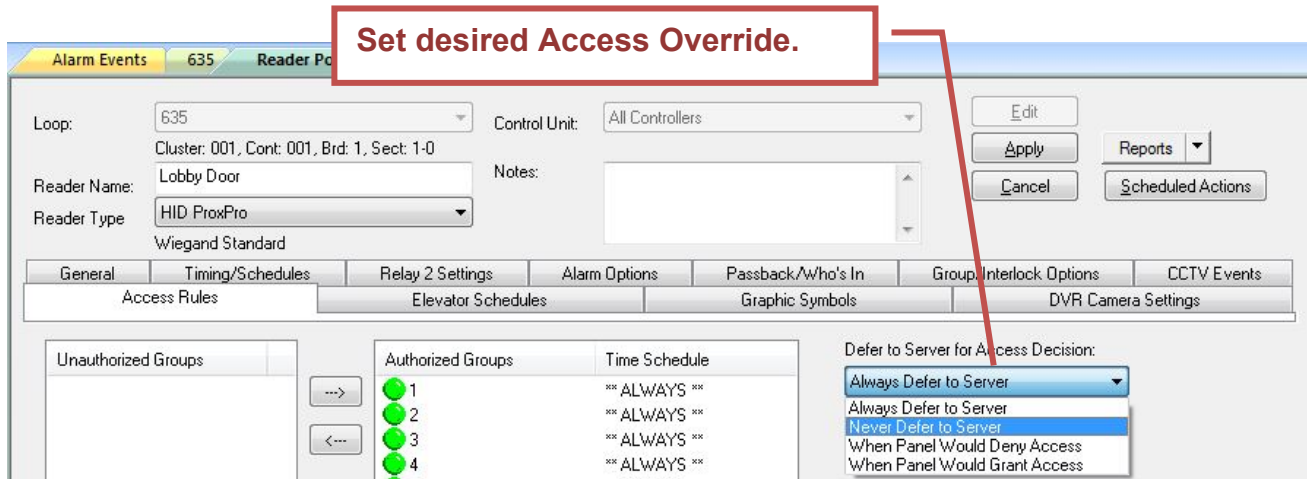 Set desired Access Override.
Alarm Events 635 Reader Po
Loop: 635 Control Unit: All Controllers Edit
Cluster: 001, Cont: 001, Brd: 1, Sect: 1-0 Apply Reports
Reader Name: Lobby Door Notes: Cancel Scheduled Actions
Reader Type HID ProxPro
Wiegand Standard
General Timing/Schedules Relay 2 Settings Alarm Options Passback/Who's In Group/Interlock Options CCTV Events
Access Rules Elevator Schedules Graphic Symbols DVR Camera Settings
Defer to Server for Access Decision:
Unauthorized Groups Authorized Groups Time Schedule
Always Defer to Server
---> 1 ** ALWAYS **
Always Defer to Server
2 ** ALWAYS **
Never Defer to Server
<--- 3 ** ALWAYS **
When Panel Would Deny Access
4 ** ALWAYS **
When Panel Would Grant Access